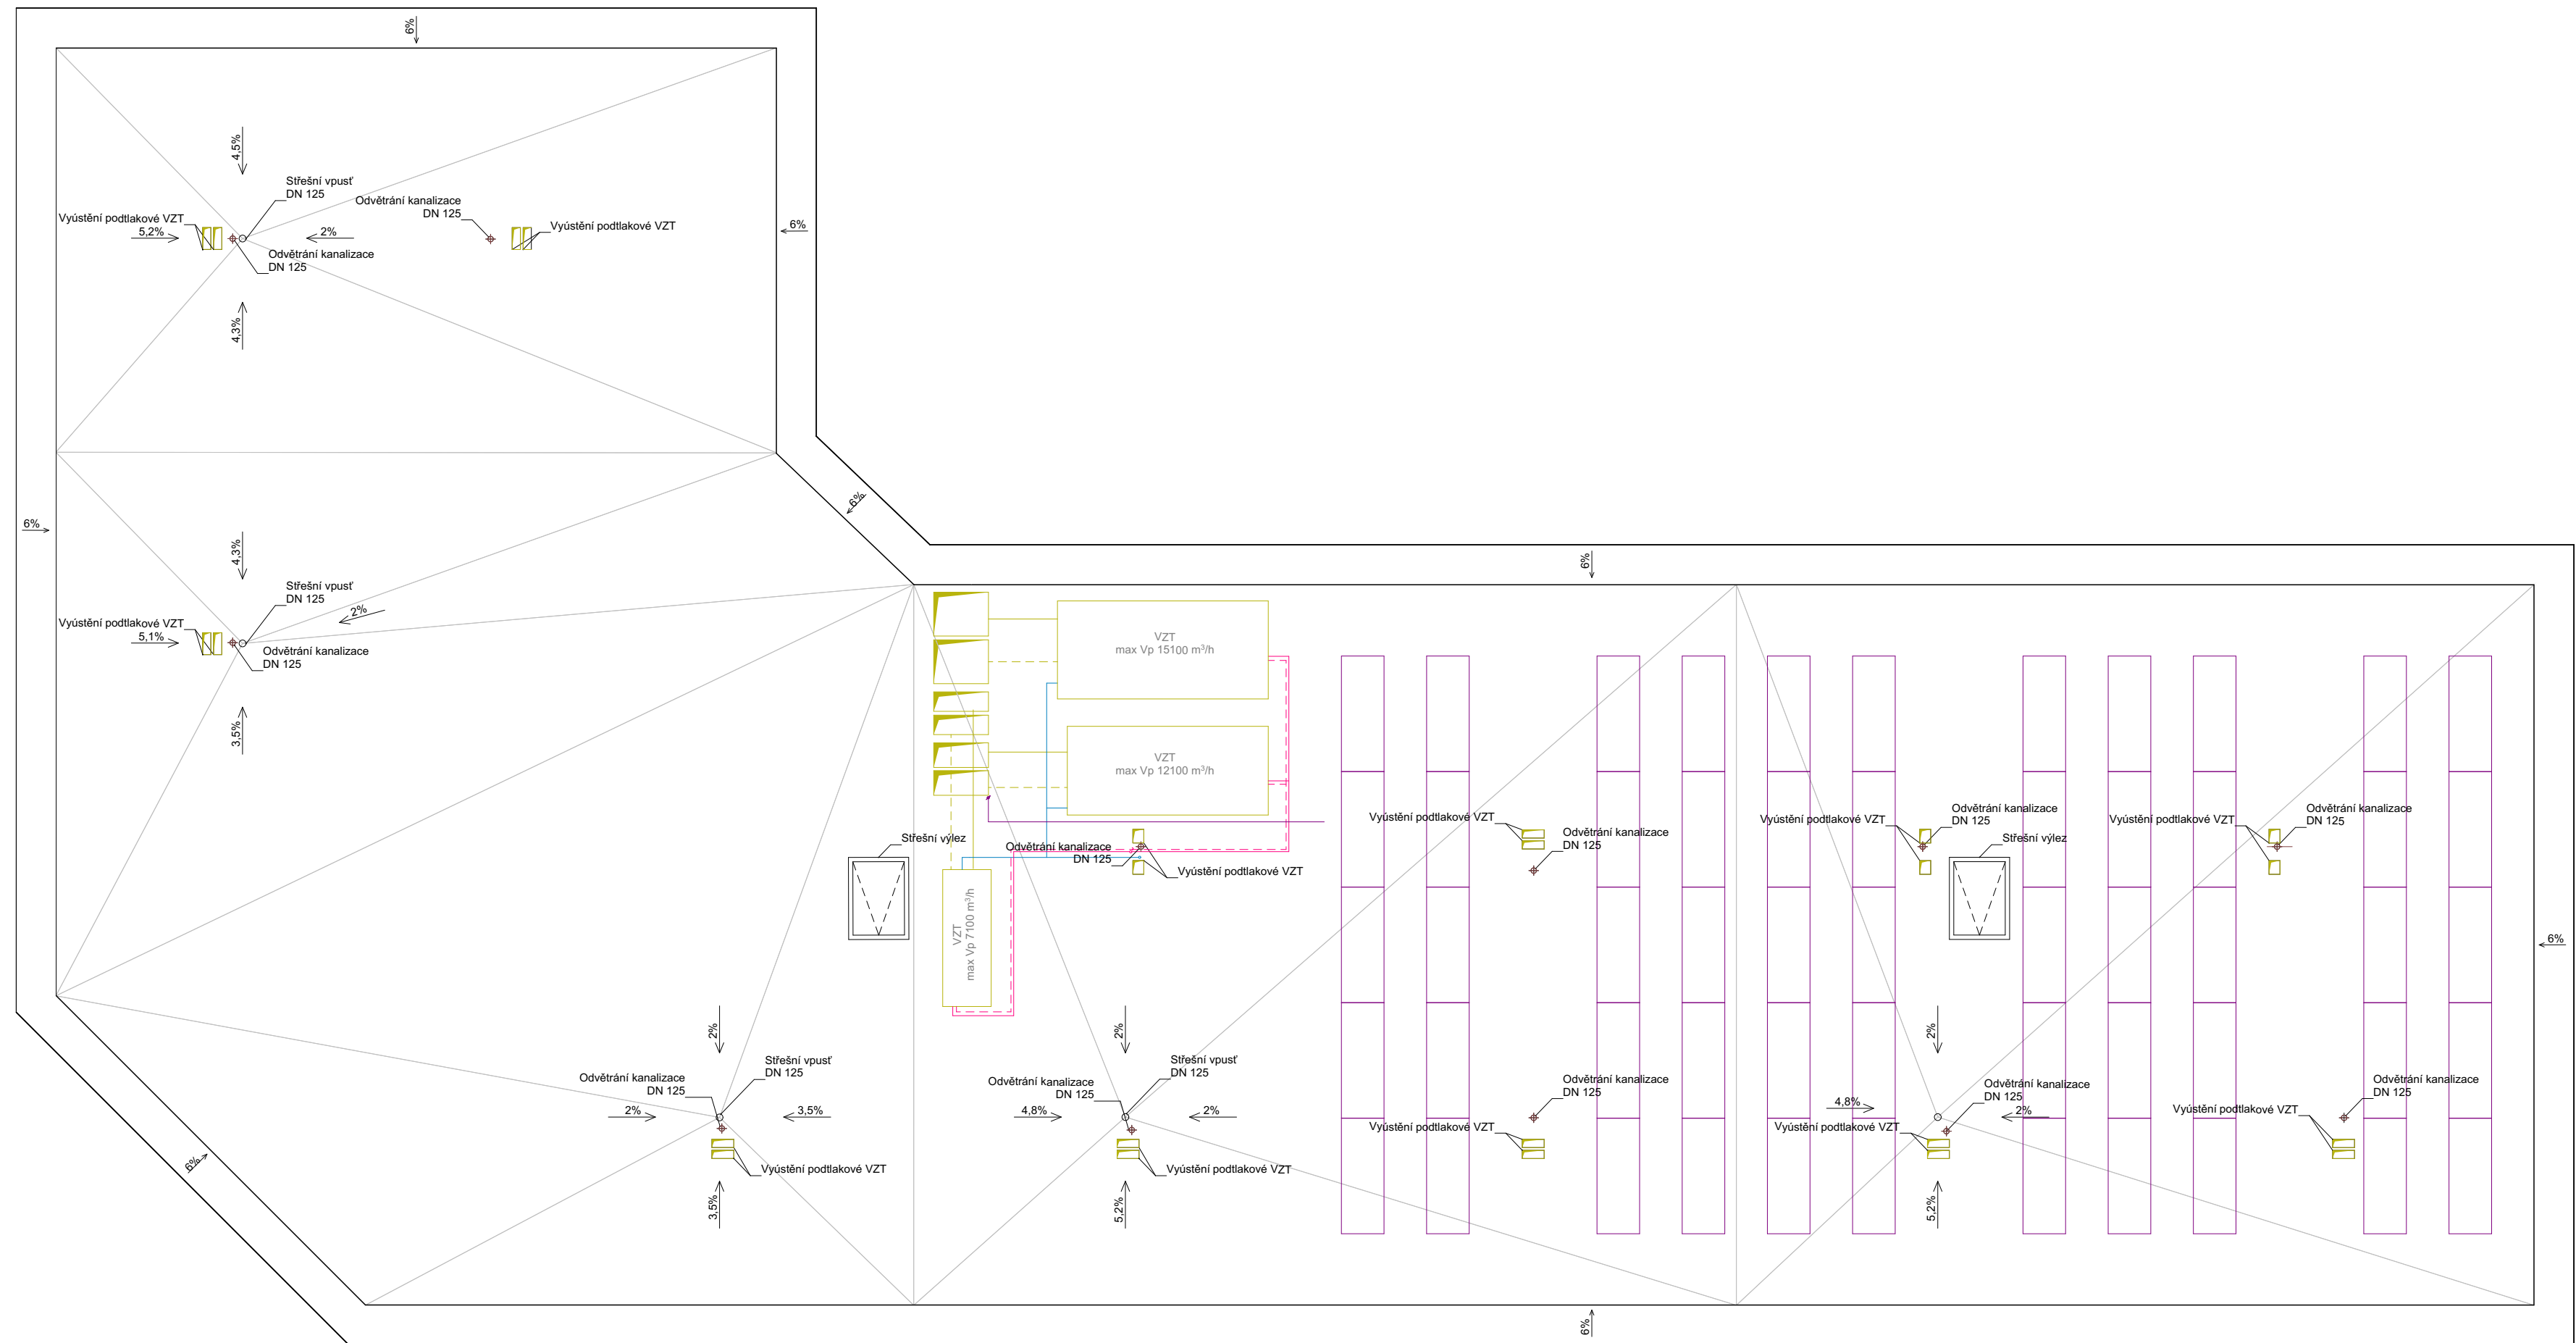 6%
4,5%
Střešní vpusť
DN 125
Vyústění podtlakové VZT
5,2%
2%
Odvětrání kanalizace
DN 125
Odvětrání kanalizace
DN 125
Vyústění podtlakové VZT
6%
4,3%
6%
6%
4,3%
Střešní vpusť
DN 125
2%
Vyústění podtlakové VZT
5,1%
Odvětrání kanalizace
DN 125
3,5%
6%
VZT
max Vp 15100 m³/h
VZT
max Vp 12100 m³/h
Střešní výlez
Odvětrání kanalizace
DN 125
Vyústění podtlakové VZT
VZT
max Vp 7100 m³/h
Vyústění podtlakové VZT
Odvětrání kanalizace
DN 125
Vyústění podtlakové VZT
Odvětrání kanalizace
DN 125
Střešní výlez
Vyústění podtlakové VZT
Odvětrání kanalizace
DN 125
6%
2%
Střešní vpusť
DN 125
Odvětrání kanalizace
DN 125
2%
3,5%
Vyústění podtlakové VZT
3,5%
6%
2%
Střešní vpusť
DN 125
Odvětrání kanalizace
DN 125
4,8%
2%
Vyústění podtlakové VZT
5,2%
Odvětrání kanalizace
DN 125
Vyústění podtlakové VZT
2%
4,8%
Odvětrání kanalizace
DN 125
2%
Vyústění podtlakové VZT
5,2%
Odvětrání kanalizace
DN 125
Vyústění podtlakové VZT
6%